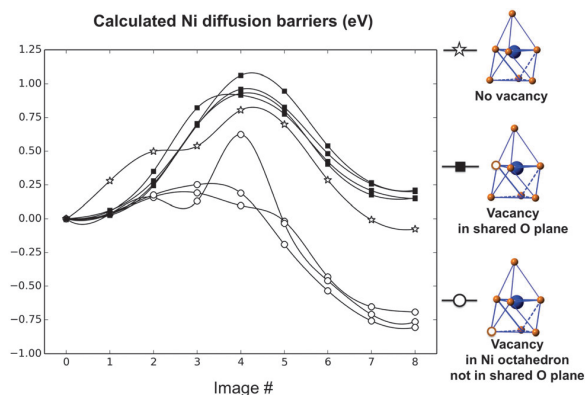 Calculated Ni diffusion barriers (eV)
1.25
1.00
0.75
0.50
0.25
0.00
−0.25
−0.50
−0.75
−1.00
0 1 2 3 4 5 6 7 8
Image #
No vacancy
Vacancy
in shared O plane
Vacancy
in Ni octahedron
not in shared O plane